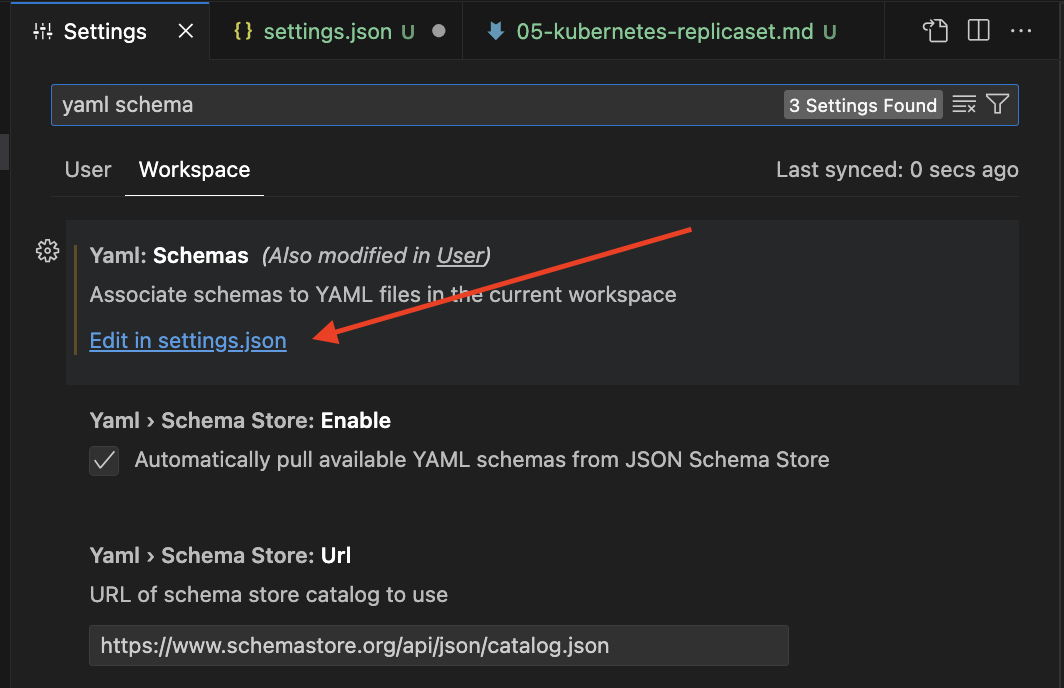 Settings
settings.json U
05-kubernetes-replicaset.md U
yaml schema
3 Settings Found
User
Workspace
Last synced: 0 secs ago
Yaml: Schemas (Also modified in User)
Associate schemas to YAML files in the current workspace
Edit in settings.json
Yaml › Schema Store: Enable
Automatically pull available YAML schemas from JSON Schema Store
Yaml › Schema Store: Url
URL of schema store catalog to use
https://www.schemastore.org/api/json/catalog.json